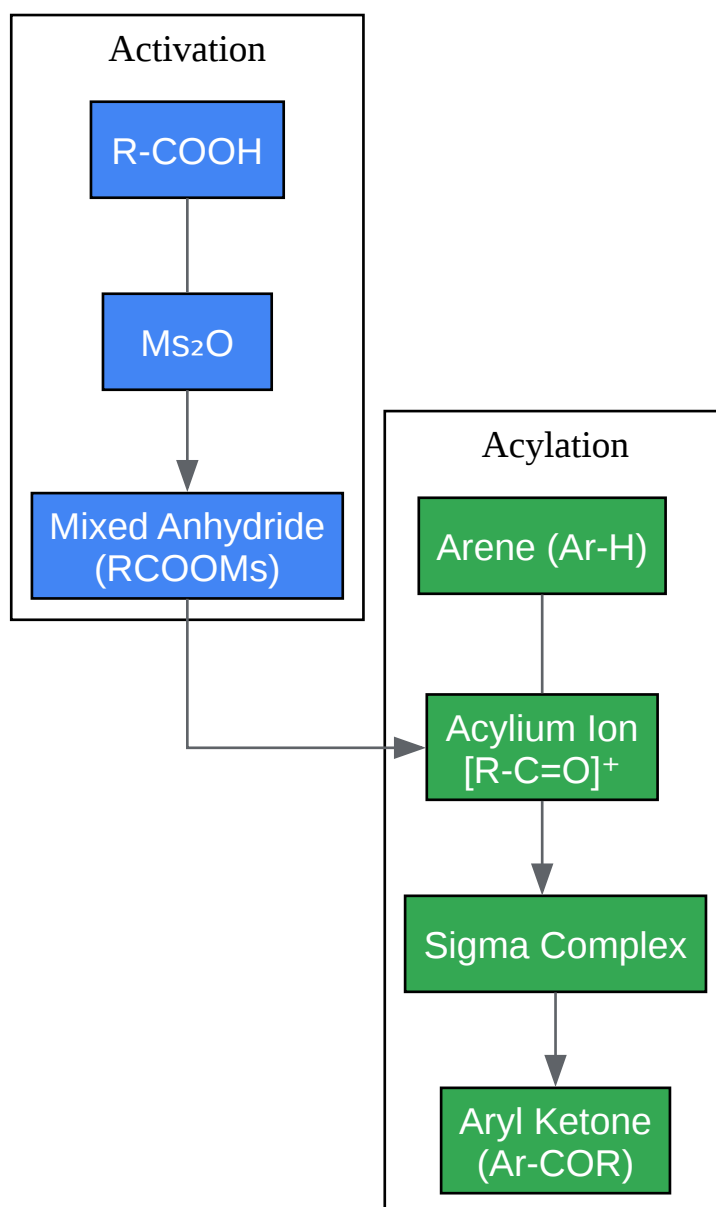 Activation
R-COOH
Ms₂O
Mixed Anhydride
(RCOOMs)
Acylation
Arene (Ar-H)
Acylium Ion
[R-C=O]⁺
Sigma Complex
Aryl Ketone
(Ar-COR)